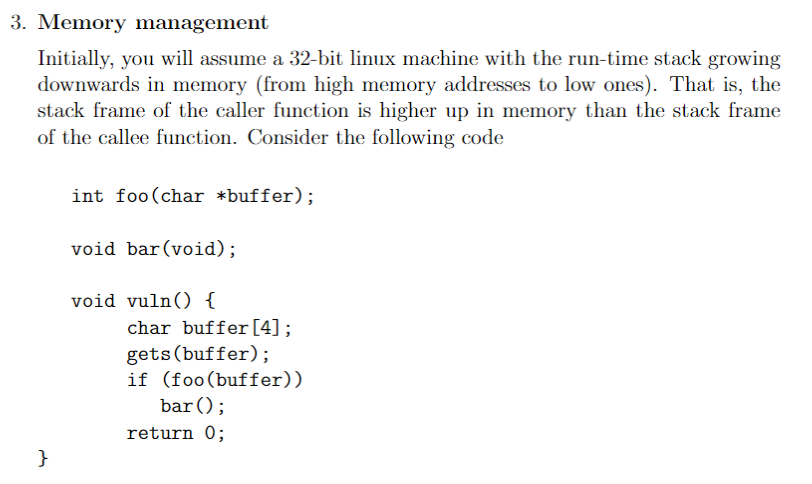 3. Memory management
Initially, you will assume a 32-bit linux machine with the run-time stack growing
downwards in memory (from high memory addresses to low ones). That is, the
stack frame of the caller function is higher up in memory than the stack frame
of the callee function. Consider the following code
int foo(char *buffer);
void bar(void);
void vuln() {
char buffer[4];
gets(buffer);
if (foo(buffer))
bar();
return 0;
}